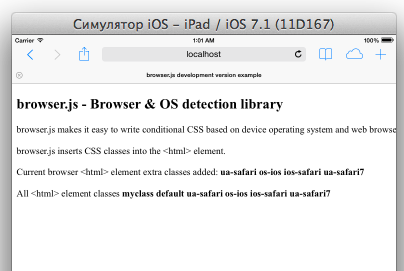 Симулятор iOS – iPad / iOS 7.1 (11D167)
Carrier 1:01 AM 100%
localhost
browser.js development version example
browser.js - Browser & OS detection library
browser.js makes it easy to write conditional CSS based on device operating system and web browse
browser.js inserts CSS classes into the <html> element.
Current browser <html> element extra classes added: ua-safari os-ios ios-safari ua-safari7
All <html> element classes myclass default ua-safari os-ios ios-safari ua-safari7